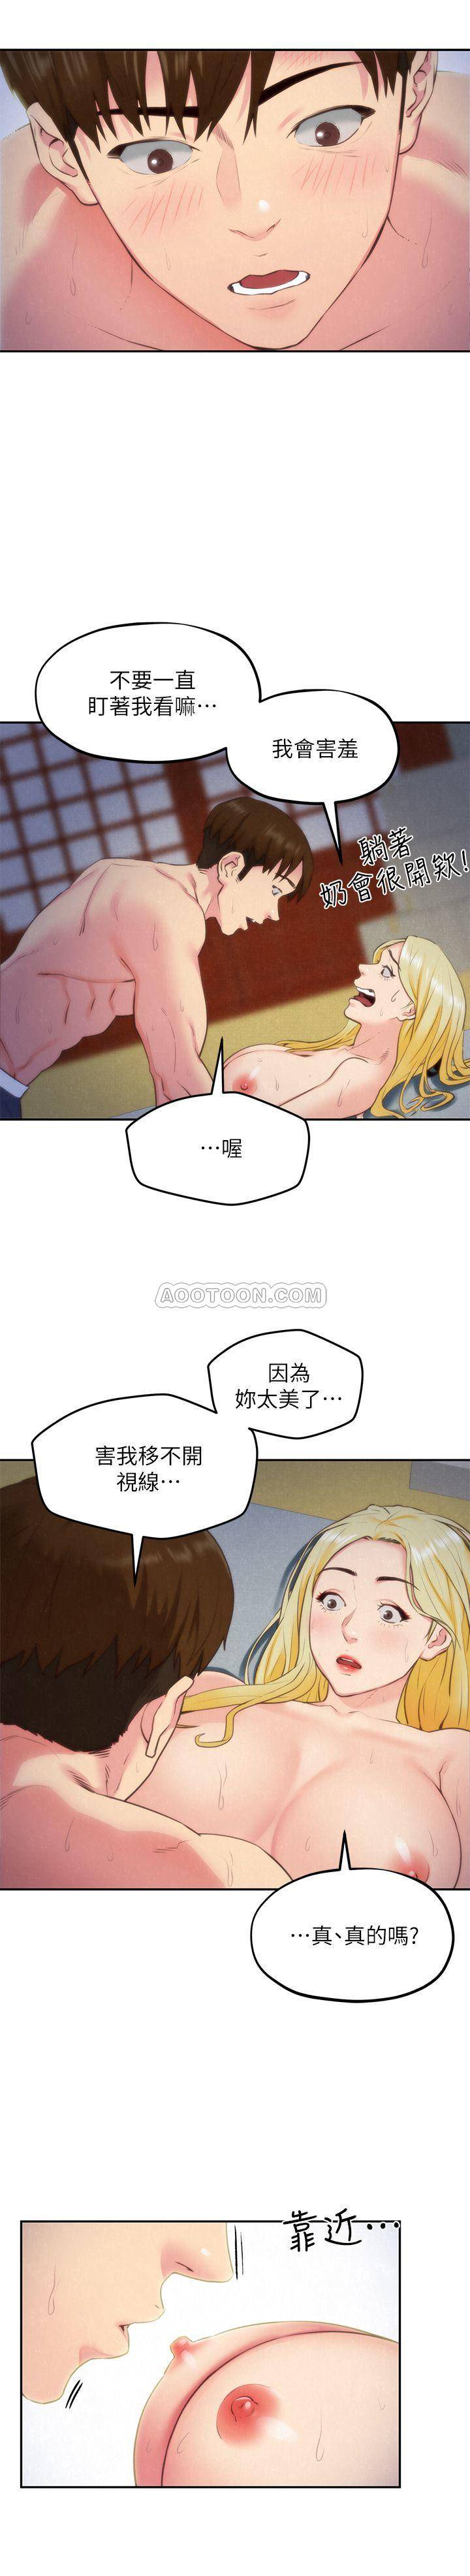 不要一直
盯著我看嘛…
我會害羞
躺著
奶會很開欸!
…喔
AOOTOON.COM
因為
妳太美了…
害我移不開
視線…
…真、真的嗎?
靠近…